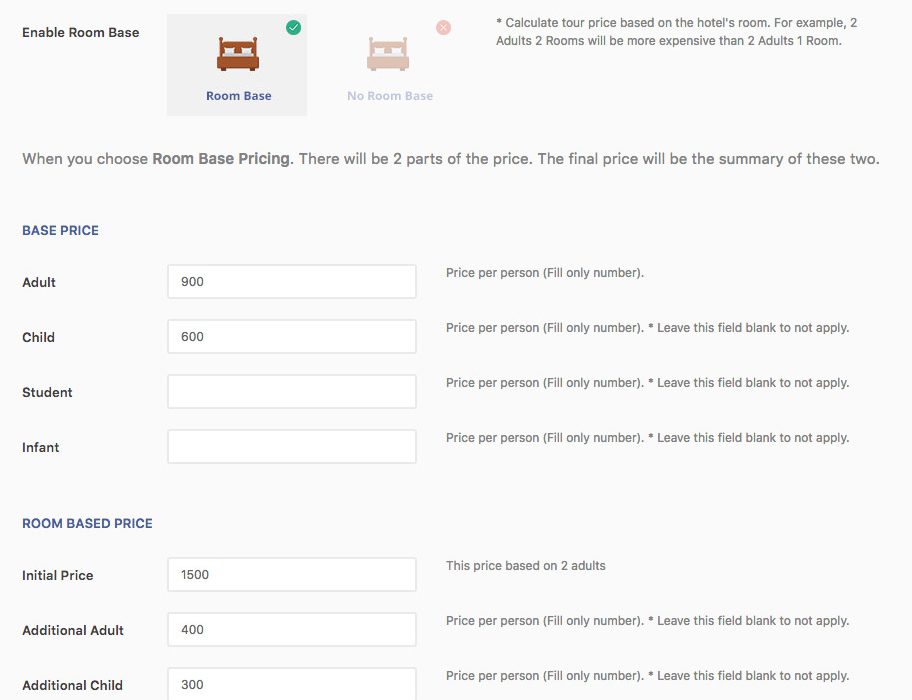 Enable Room Base
Room Base
No Room Base
* Calculate tour price based on the hotel's room. For example, 2
Adults 2 Rooms will be more expensive than 2 Adults 1 Room.
When you choose Room Base Pricing. There will be 2 parts of the price. The final price will be the summary of these two.
BASE PRICE
Adult 900 Price per person (Fill only number).
Child 600 Price per person (Fill only number). * Leave this field blank to not apply.
Student Price per person (Fill only number). * Leave this field blank to not apply.
Infant Price per person (Fill only number). * Leave this field blank to not apply.
ROOM BASED PRICE
Initial Price 1500 This price based on 2 adults
Additional Adult 400 Price per person (Fill only number). * Leave this field blank to not apply.
Additional Child 300 Price per person (Fill only number). * Leave this field blank to not apply.